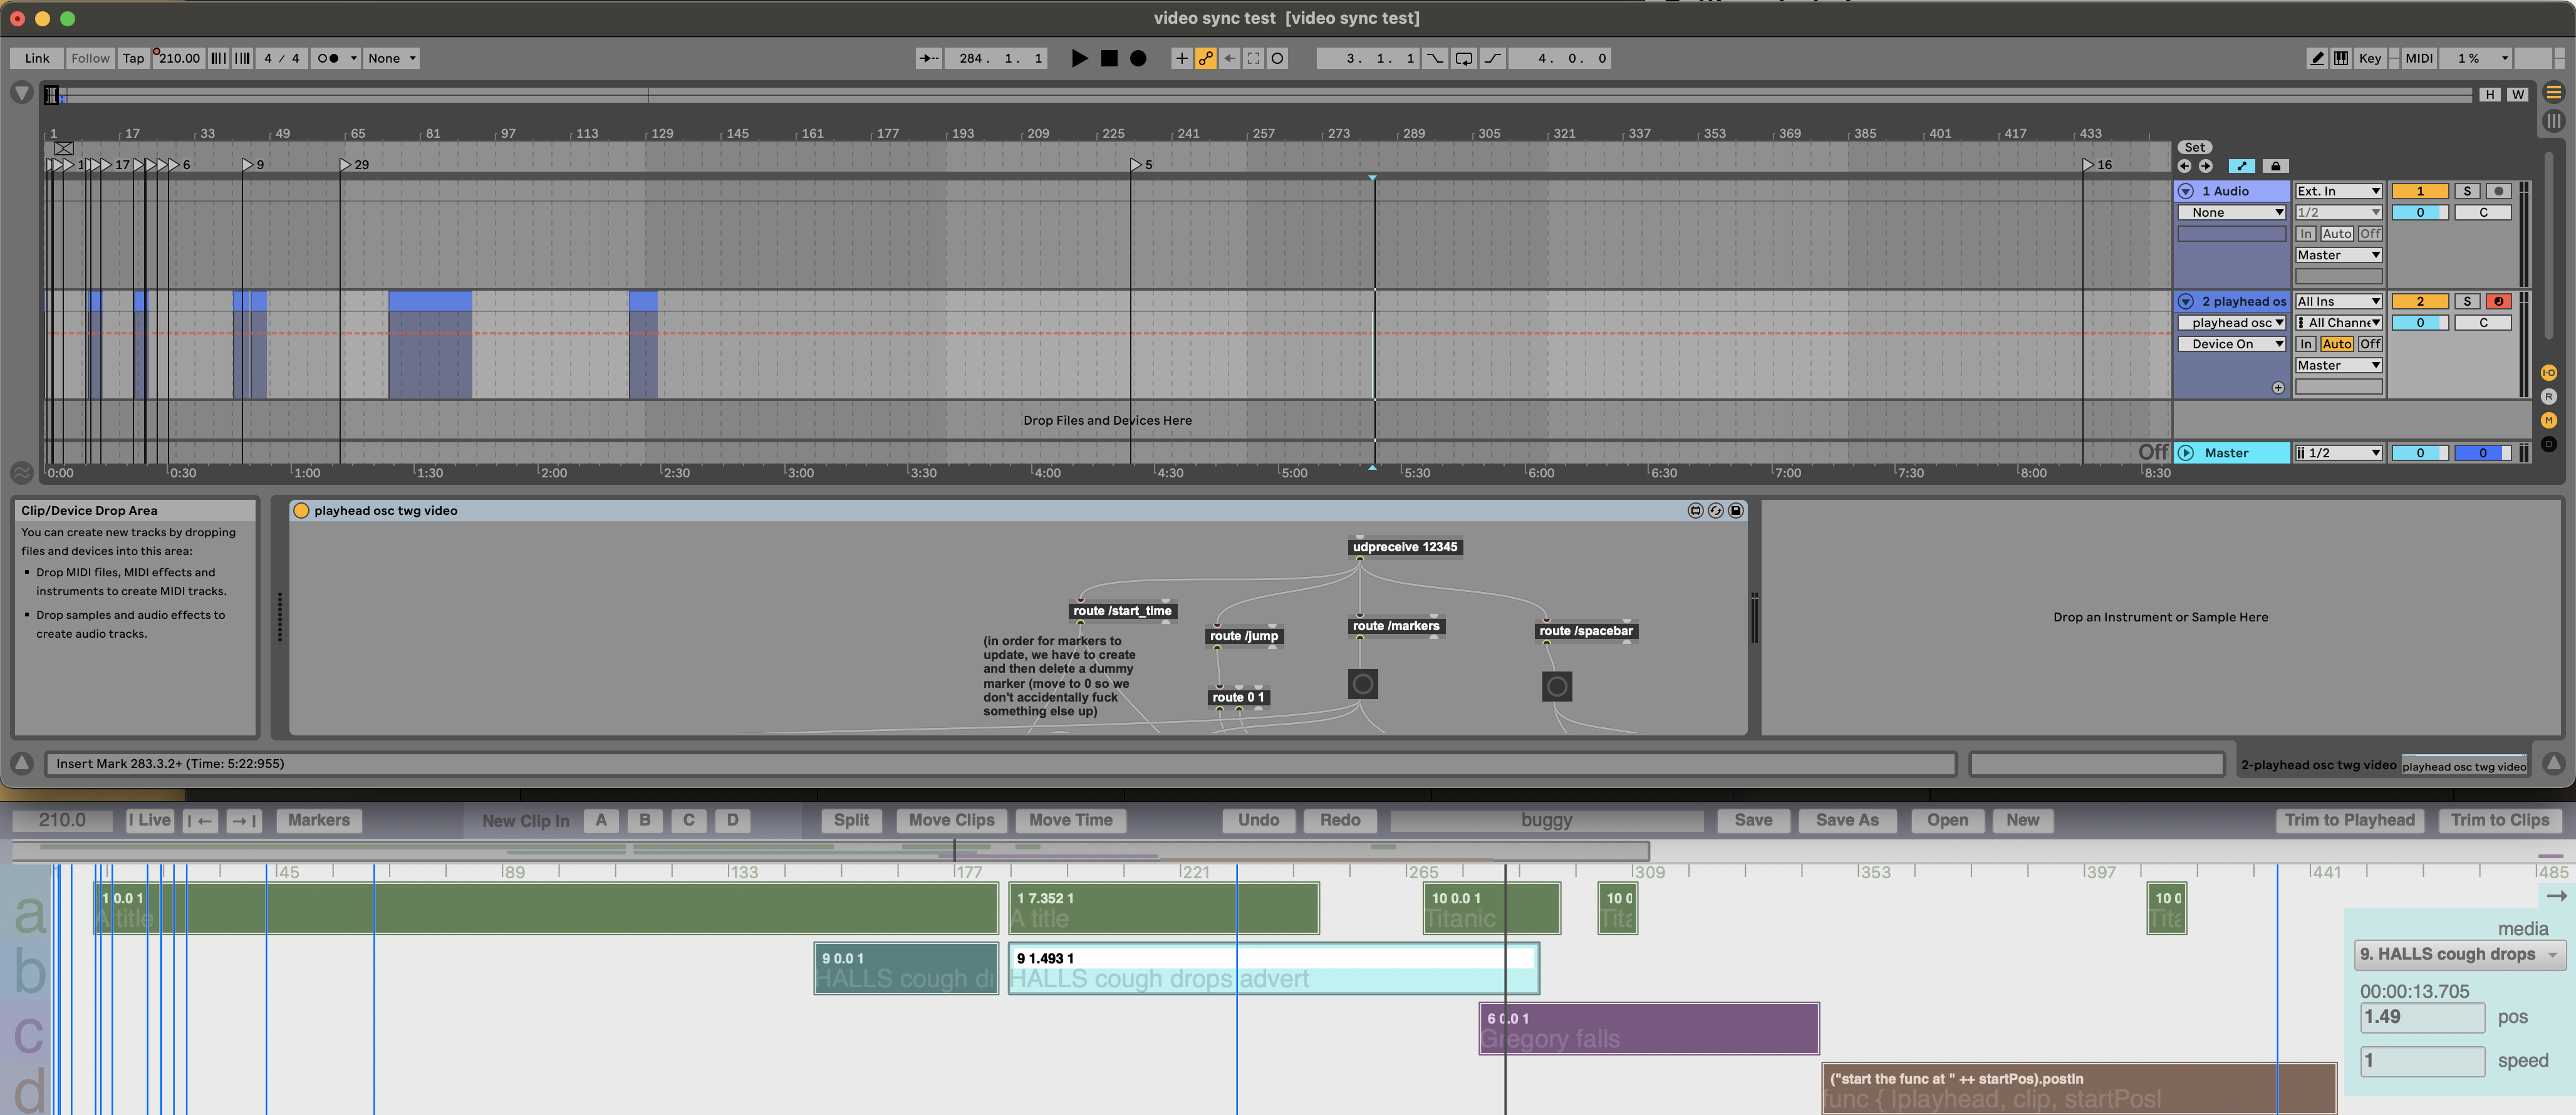 video sync test [video sync test]
Link Follow Tap 210.00 4 / 4 None 284. 1. 1 3. 1. 1 4. 0. 0 Key MIDI 1 %
H W
1 17 33 49 65 81 97 113 129 145 161 177 193 209 225 241 257 273 289 305 321 337 353 369 385 401 417 433
Set
1 17 6 9 29 5 16
1 Audio Ext. In 1 S
None 1/2 0 C
In Auto Off
Master
2 playhead os All Ins 2 S
playhead osc All Channe 0 C
Device On In Auto Off
Master
Drop Files and Devices Here
Off Master 1/2 0 0
0:00 0:30 1:00 1:30 2:00 2:30 3:00 3:30 4:00 4:30 5:00 5:30 6:00 6:30 7:00 7:30 8:00 8:30
I·O
R
M
D
Clip/Device Drop Area
You can create new tracks by dropping
files and devices into this area:
Drop MIDI files, MIDI effects and
instruments to create MIDI tracks.
Drop samples and audio effects to
create audio tracks.
playhead osc twg video
udpreceive 12345
route /start_time
route /jump
route /markers
route /spacebar
(in order for markers to
update, we have to create
and then delete a dummy
marker (move to 0 so we
don't accidentally fuck
something else up)
route 0 1
Drop an Instrument or Sample Here
Insert Mark 283.3.2+ (Time: 5:22:955)
2-playhead osc twg video playhead osc twg video
210.0 | Live |← →| Markers New Clip In A B C D Split Move Clips Move Time Undo Redo buggy Save Save As Open New Trim to Playhead Trim to Clips
45 89 133 177 221 265 309 353 397 441 485
a
1 0.0 1
A title
1 7.352 1
A title
10 0.0 1
Titanic
10 0
Tita
10 0
Tita
→
b
9 0.0 1
HALLS cough dr
9 1.493 1
HALLS cough drops advert
c
6 0.0 1
Gregory falls
d
("start the func at " ++ startPos).postln
func { |playhead, clip, startPos|
media
9. HALLS cough drops
00:00:13.705
1.49 pos
1 speed